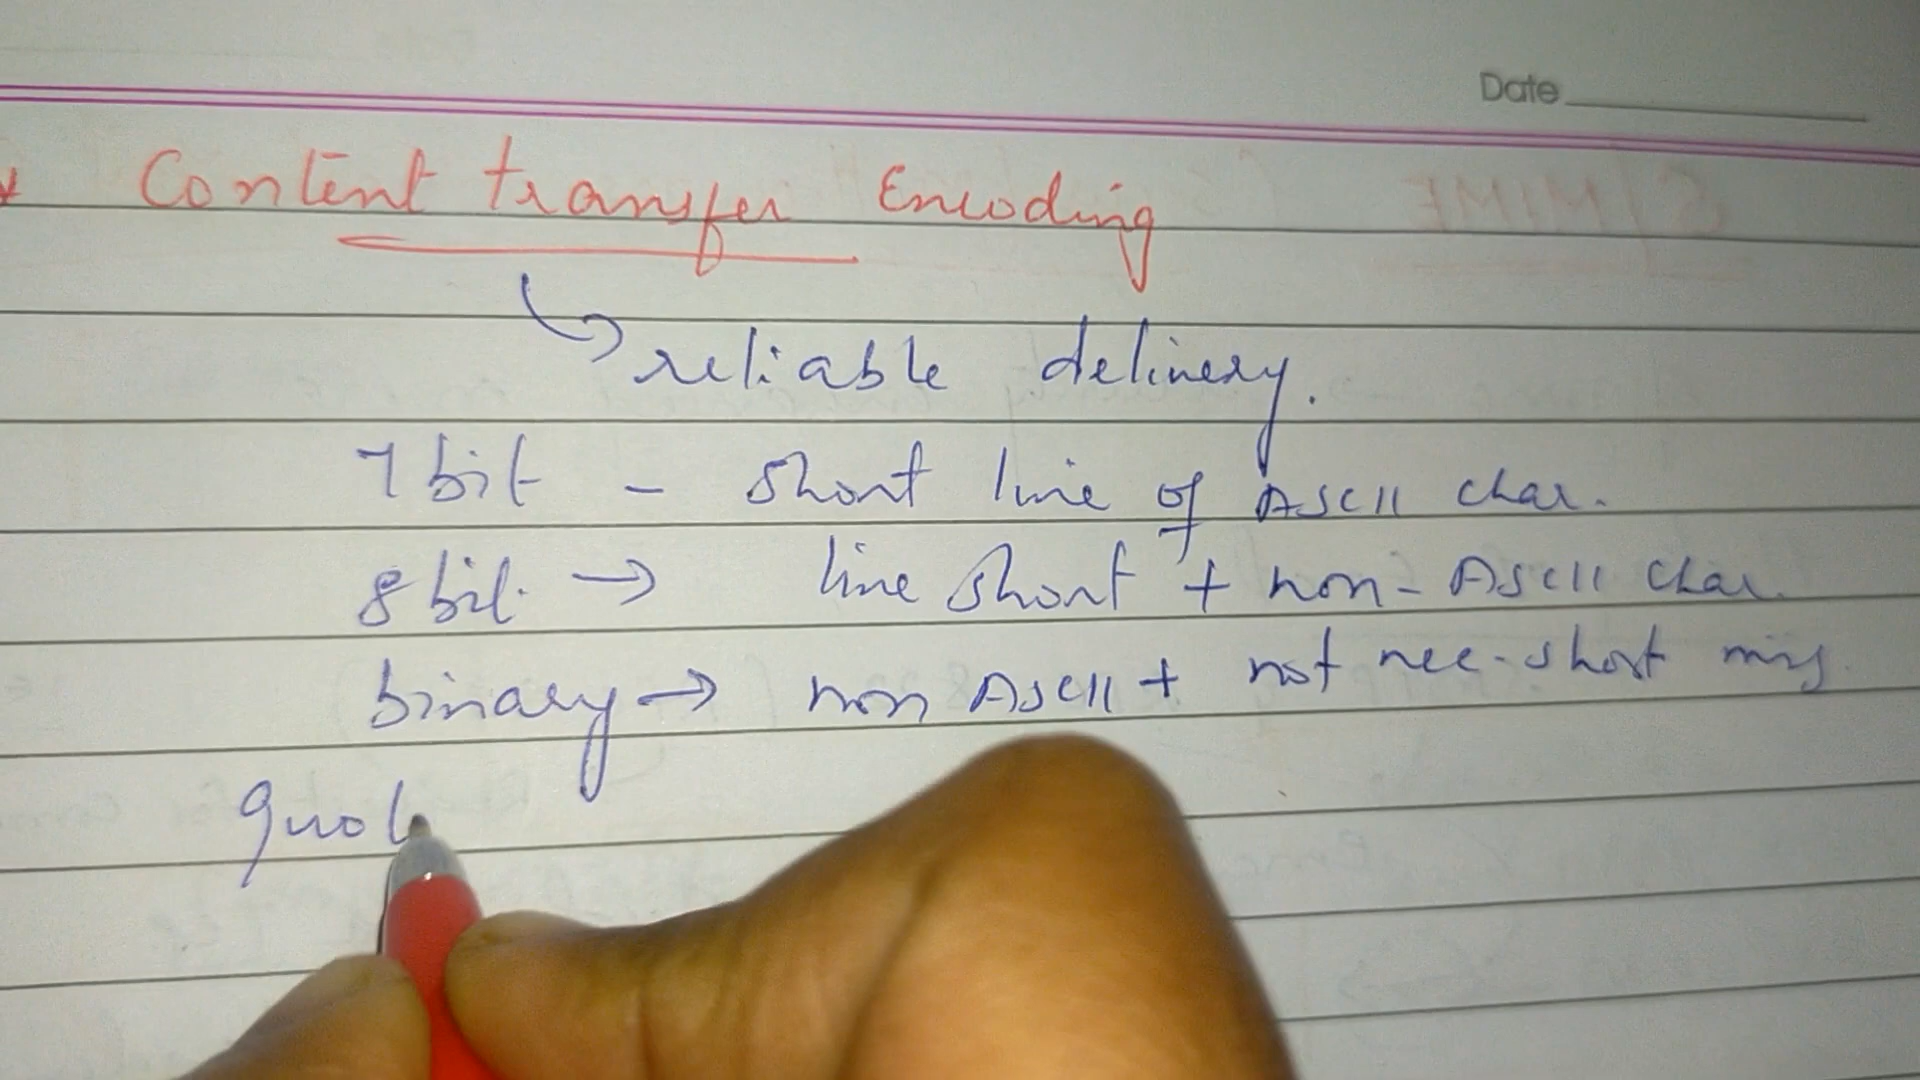 Date
Content transfer Encoding
reliable delivery.
7 bit - short line of ASCII char.
8 bit. → line short + non-ASCII char.
binary → non ASCII + not nec. short msg
quot